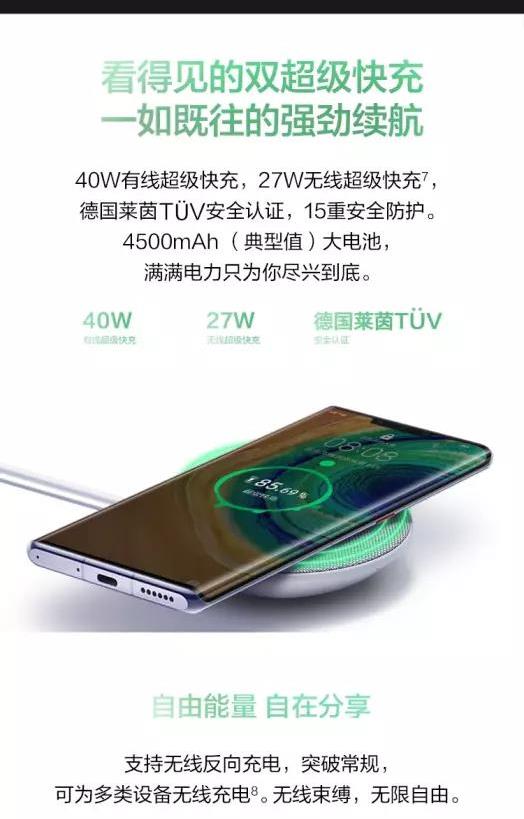 看得见的双超级快充
一如既往的强劲续航
40W有线超级快充，27W无线超级快充⁷，
德国莱茵TÜV安全认证，15重安全防护。
4500mAh（典型值）大电池，
满满电力只为你尽兴到底。
40W 27W 德国莱茵TÜV
有线超级快充 无线超级快充 安全认证
08:08
85.69%
自由能量 自在分享
支持无线反向充电，突破常规，
可为多类设备无线充电⁸。无线束缚，无限自由。